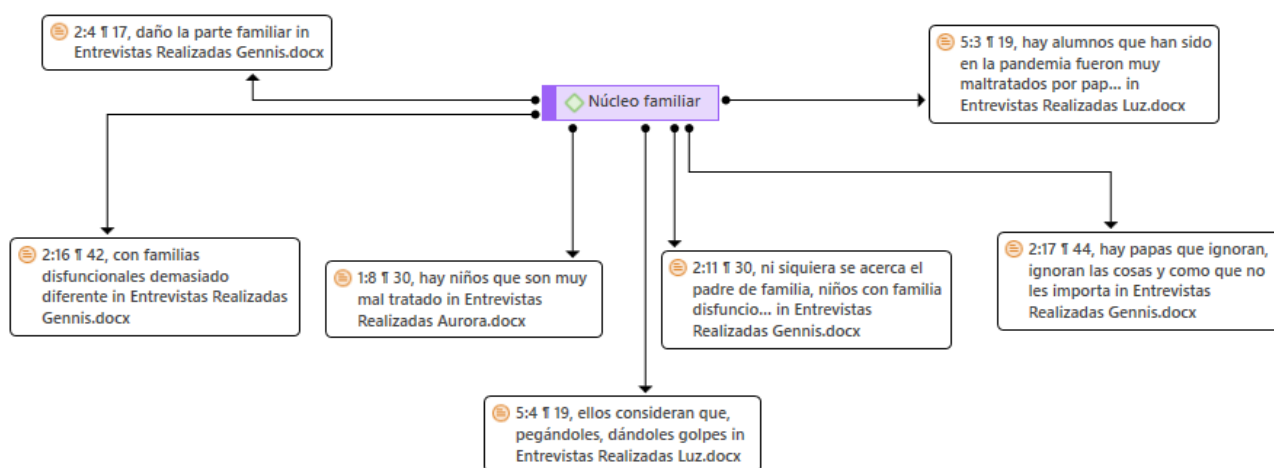 2:4 ¶ 17, daño la parte familiar in
Entrevistas Realizadas Gennis.docx
5:3 ¶ 19, hay alumnos que han sido
en la pandemia fueron muy
maltratados por pap... in
Entrevistas Realizadas Luz.docx
Núcleo familiar
2:16 ¶ 42, con familias
disfuncionales demasiado
diferente in Entrevistas Realizadas
Gennis.docx
1:8 ¶ 30, hay niños que son muy
mal tratado in Entrevistas
Realizadas Aurora.docx
2:11 ¶ 30, ni siquiera se acerca el
padre de familia, niños con familia
disfuncio... in Entrevistas
Realizadas Gennis.docx
2:17 ¶ 44, hay papas que ignoran,
ignoran las cosas y como que no
les importa in Entrevistas
Realizadas Gennis.docx
5:4 ¶ 19, ellos consideran que,
pegándoles, dándoles golpes in
Entrevistas Realizadas Luz.docx